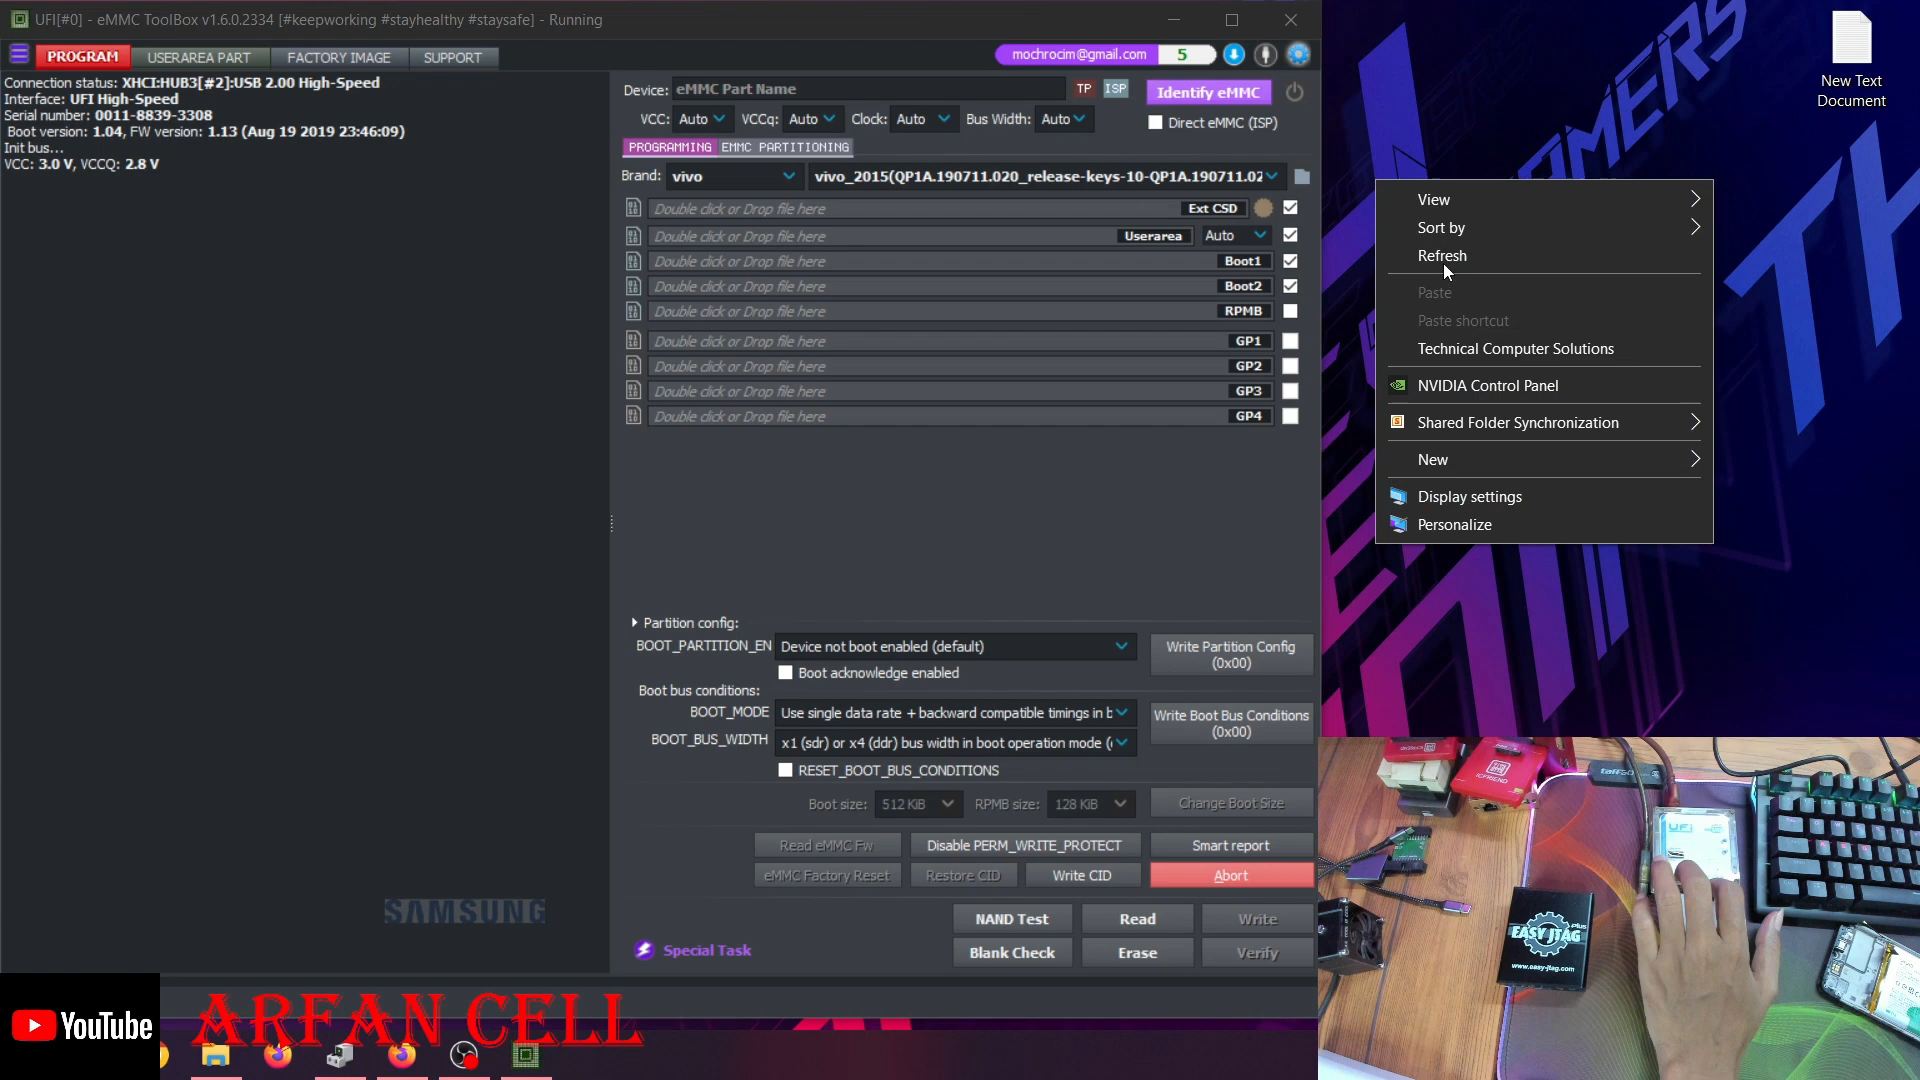 UFI[#0] - eMMC ToolBox v1.6.0.2334 [#keepworking #stayhealthy #staysafe] - Running
PROGRAM
USERAREA PART
FACTORY IMAGE
SUPPORT
mochrocim@gmail.com
5
Connection status: XHCI:HUB3[#2]:USB 2.00 High-Speed
Interface: UFI High-Speed
Serial number: 0011-8839-3308
Boot version: 1.04, FW version: 1.13 (Aug 19 2019 23:46:09)
Init bus...
VCC: 3.0 V, VCCQ: 2.8 V
SAMSUNG
Device: eMMC Part Name
TP
ISP
Identify eMMC
VCC: Auto
VCCq: Auto
Clock: Auto
Bus Width: Auto
Direct eMMC (ISP)
PROGRAMMING
EMMC PARTITIONING
Brand: vivo
vivo_2015(QP1A.190711.020_release-keys-10-QP1A.190711.02
Double click or Drop file here Ext CSD
Double click or Drop file here Userarea Auto
Double click or Drop file here Boot1
Double click or Drop file here Boot2
Double click or Drop file here RPMB
Double click or Drop file here GP1
Double click or Drop file here GP2
Double click or Drop file here GP3
Double click or Drop file here GP4
Partition config:
BOOT_PARTITION_EN Device not boot enabled (default)
Write Partition Config
(0x00)
Boot acknowledge enabled
Boot bus conditions:
BOOT_MODE Use single data rate + backward compatible timings in b
BOOT_BUS_WIDTH x1 (sdr) or x4 (ddr) bus width in boot operation mode (
Write Boot Bus Conditions
(0x00)
RESET_BOOT_BUS_CONDITIONS
Boot size: 512 KiB
RPMB size: 128 KiB
Change Boot Size
Read eMMC Fw
Disable PERM_WRITE_PROTECT
Smart report
eMMC Factory Reset
Restore CID
Write CID
Abort
NAND Test
Read
Write
Special Task
Blank Check
Erase
Verify
New Text
Document
View
Sort by
Refresh
Paste
Paste shortcut
Technical Computer Solutions
NVIDIA Control Panel
Shared Folder Synchronization
New
Display settings
Personalize
YouTube
ARFAN CELL
ICFRIEND
UFI
EASY JTAG
plus
www.easy-jtag.com